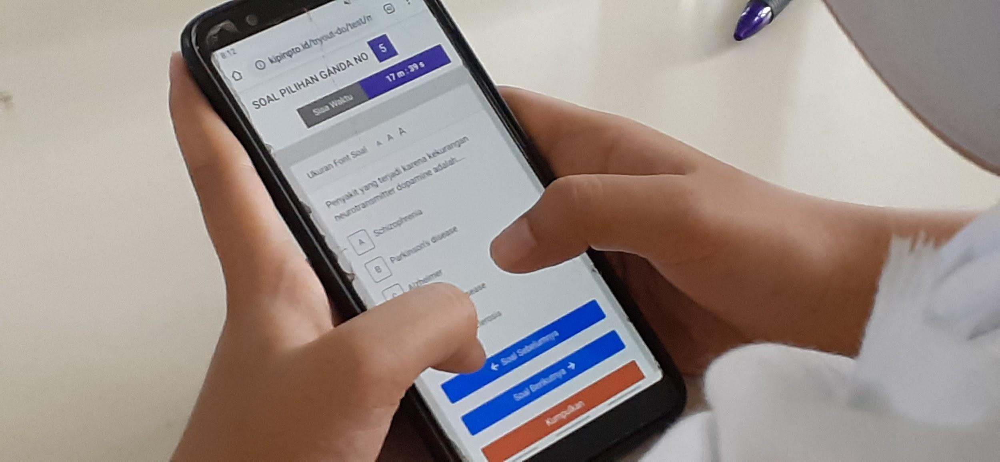 8:12
kipinpto.id/tryout-do/test/
SOAL PILIHAN GANDA NO 5
Sisa Waktu 17 m : 39 s
Ukuran Font Soal A A A
Penyakit yang terjadi karena kekurangan
neurotransmitter dopamine adalah....
A Schizophrenia
B Parkinson's disease
C Alzheimer
← Soal Sebelumnya
Soal Berikutnya →
Kumpulkan